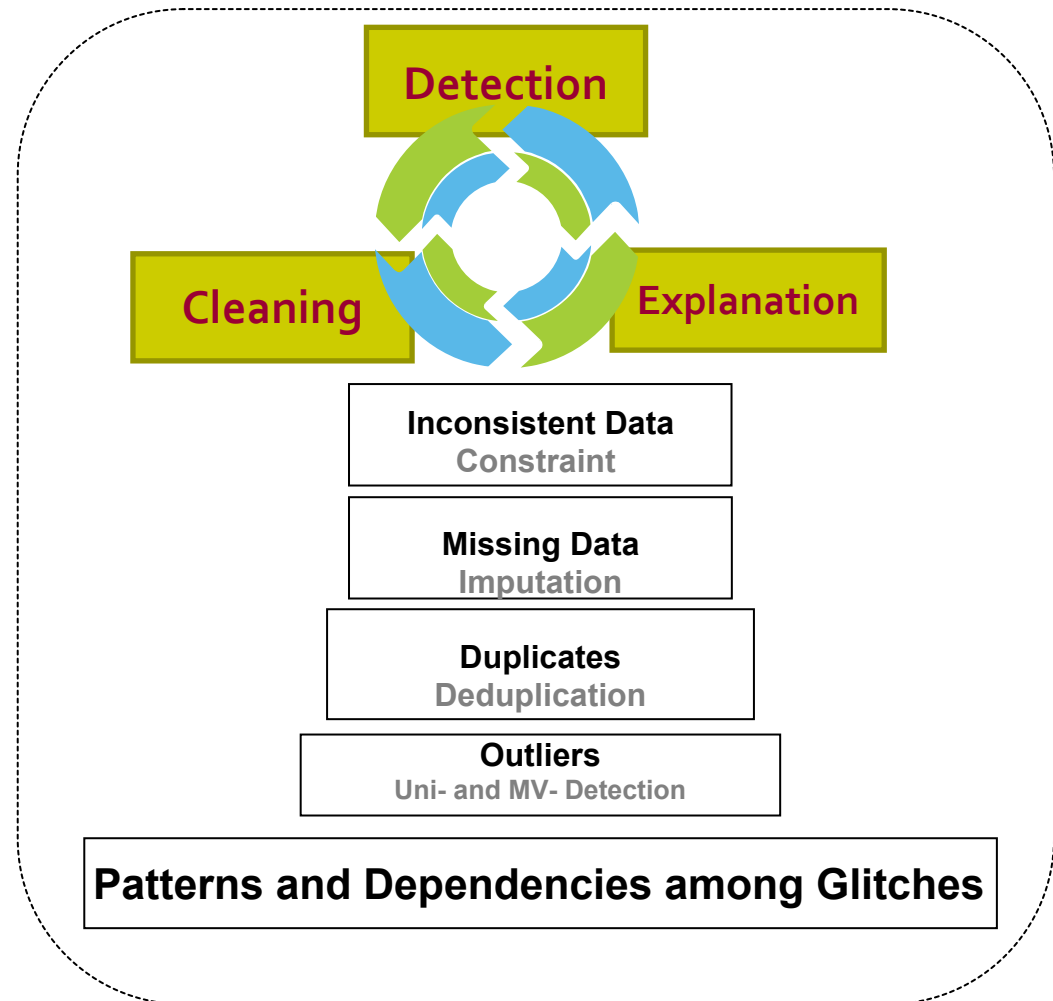 Detection
Cleaning
Explanation
Inconsistent Data
Constraint
Missing Data
Imputation
Duplicates
Deduplication
Outliers
Uni- and MV- Detection
Patterns and Dependencies among Glitches